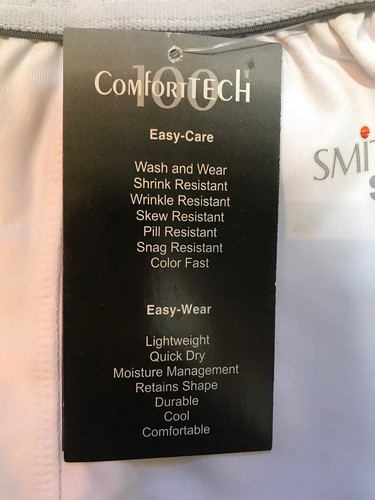 100
COMFORTTECH
Easy-Care
Wash and Wear
Shrink Resistant
Wrinkle Resistant
Skew Resistant
Pill Resistant
Snag Resistant
Color Fast
Easy-Wear
Lightweight
Quick Dry
Moisture Management
Retains Shape
Durable
Cool
Comfortable
SMIT
S